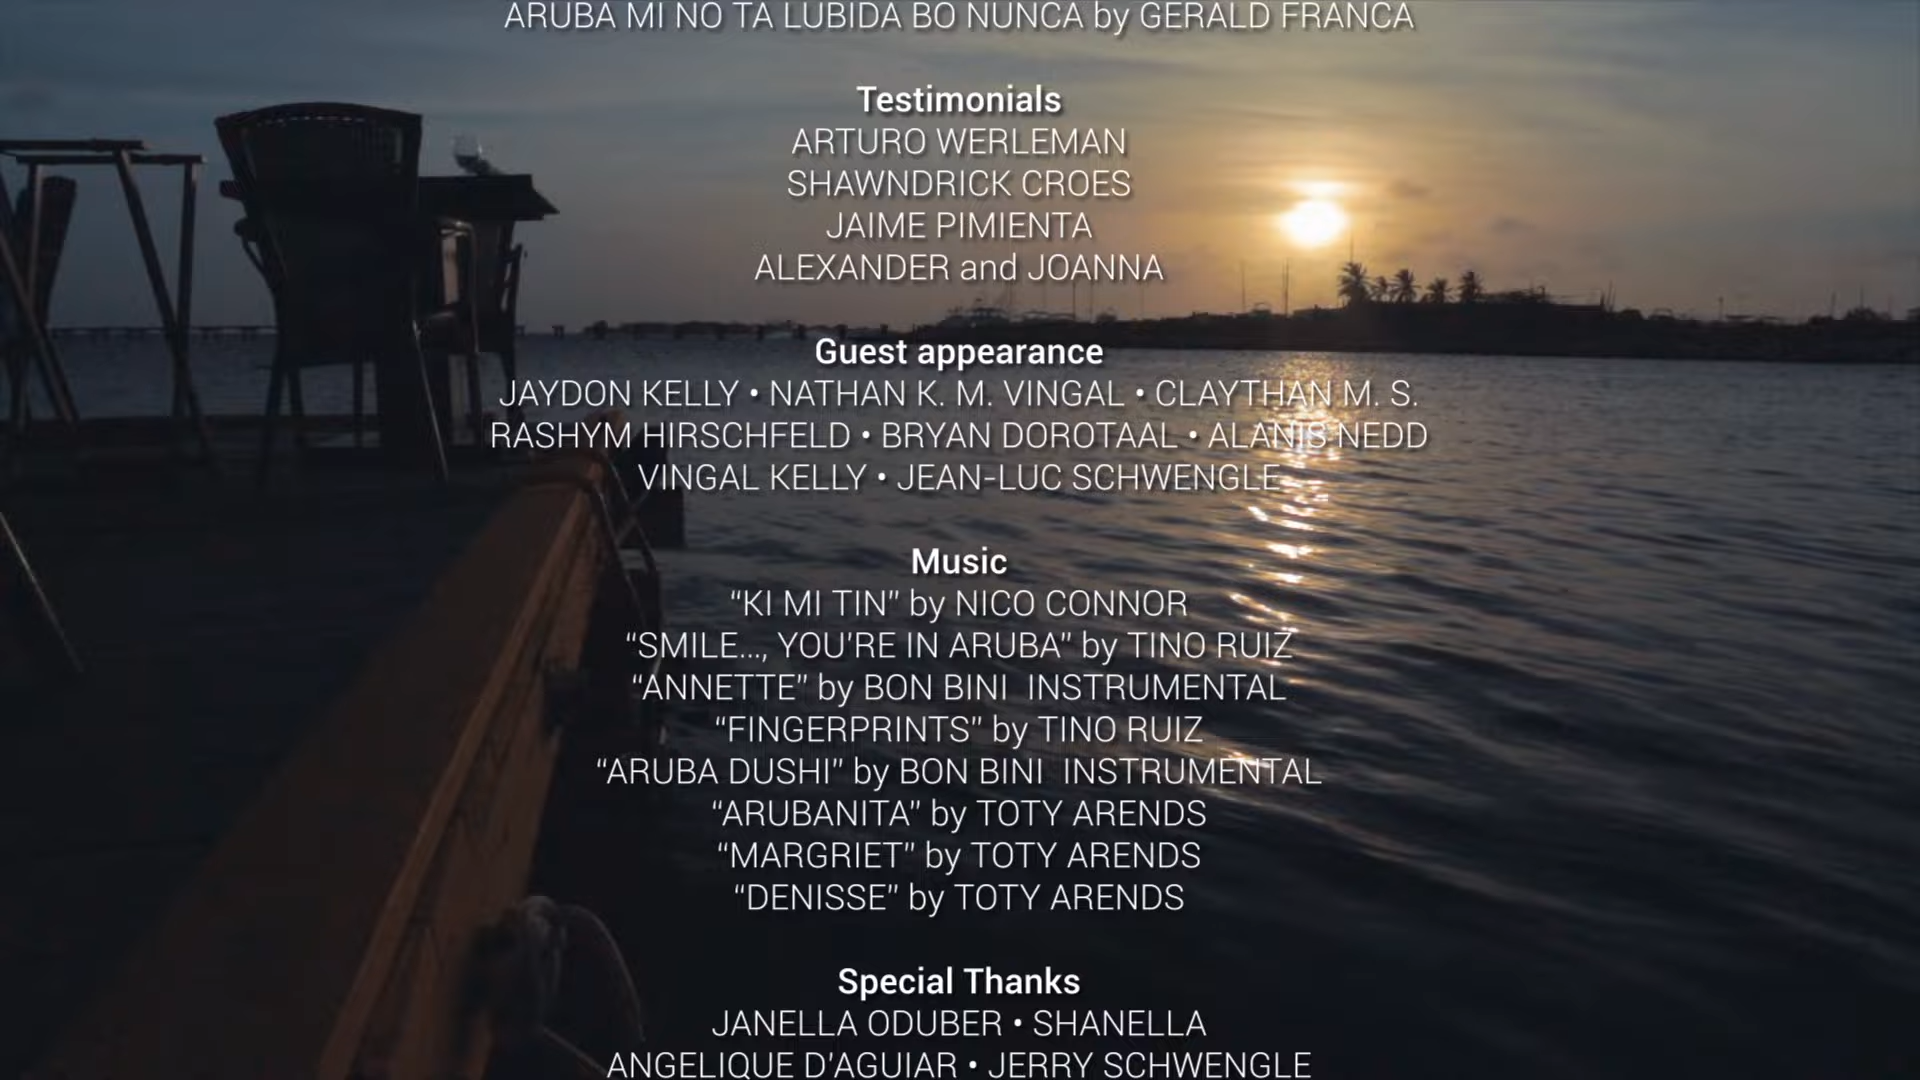 ARUBA MI NO TA LUBIDA BO NUNCA by GERALD FRANCA
Testimonials
ARTURO WERLEMAN
SHAWNDRICK CROES
JAIME PIMIENTA
ALEXANDER and JOANNA
Guest appearance
JAYDON KELLY • NATHAN K. M. VINGAL • CLAYTHAN M. S.
RASHYM HIRSCHFELD • BRYAN DOROTAAL • ALANIS NEDD
VINGAL KELLY • JEAN-LUC SCHWENGLE
Music
“KI MI TIN” by NICO CONNOR
“SMILE..., YOU'RE IN ARUBA” by TINO RUIZ
“ANNETTE” by BON BINI INSTRUMENTAL
“FINGERPRINTS” by TINO RUIZ
“ARUBA DUSHI” by BON BINI INSTRUMENTAL
“ARUBANITA” by TOTY ARENDS
“MARGRIET” by TOTY ARENDS
“DENISSE” by TOTY ARENDS
Special Thanks
JANELLA ODUBER • SHANELLA
ANGELIQUE D'AGUIAR • JERRY SCHWENGLE